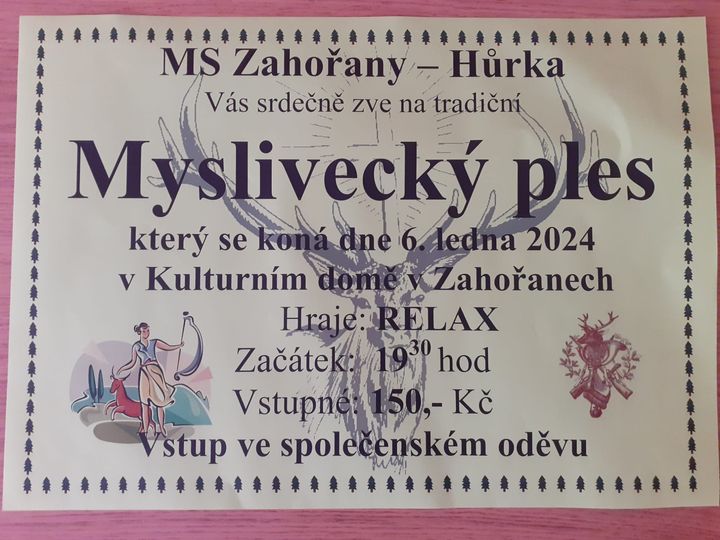 MS Zahořany – Hůrka
Vás srdečně zve na tradiční
Myslivecký ples
který se koná dne 6. ledna 2024
v Kulturním domě v Zahořanech
Hraje: RELAX
Začátek: 19³⁰ hod
Vstupné: 150,- Kč
Vstup ve společenském oděvu